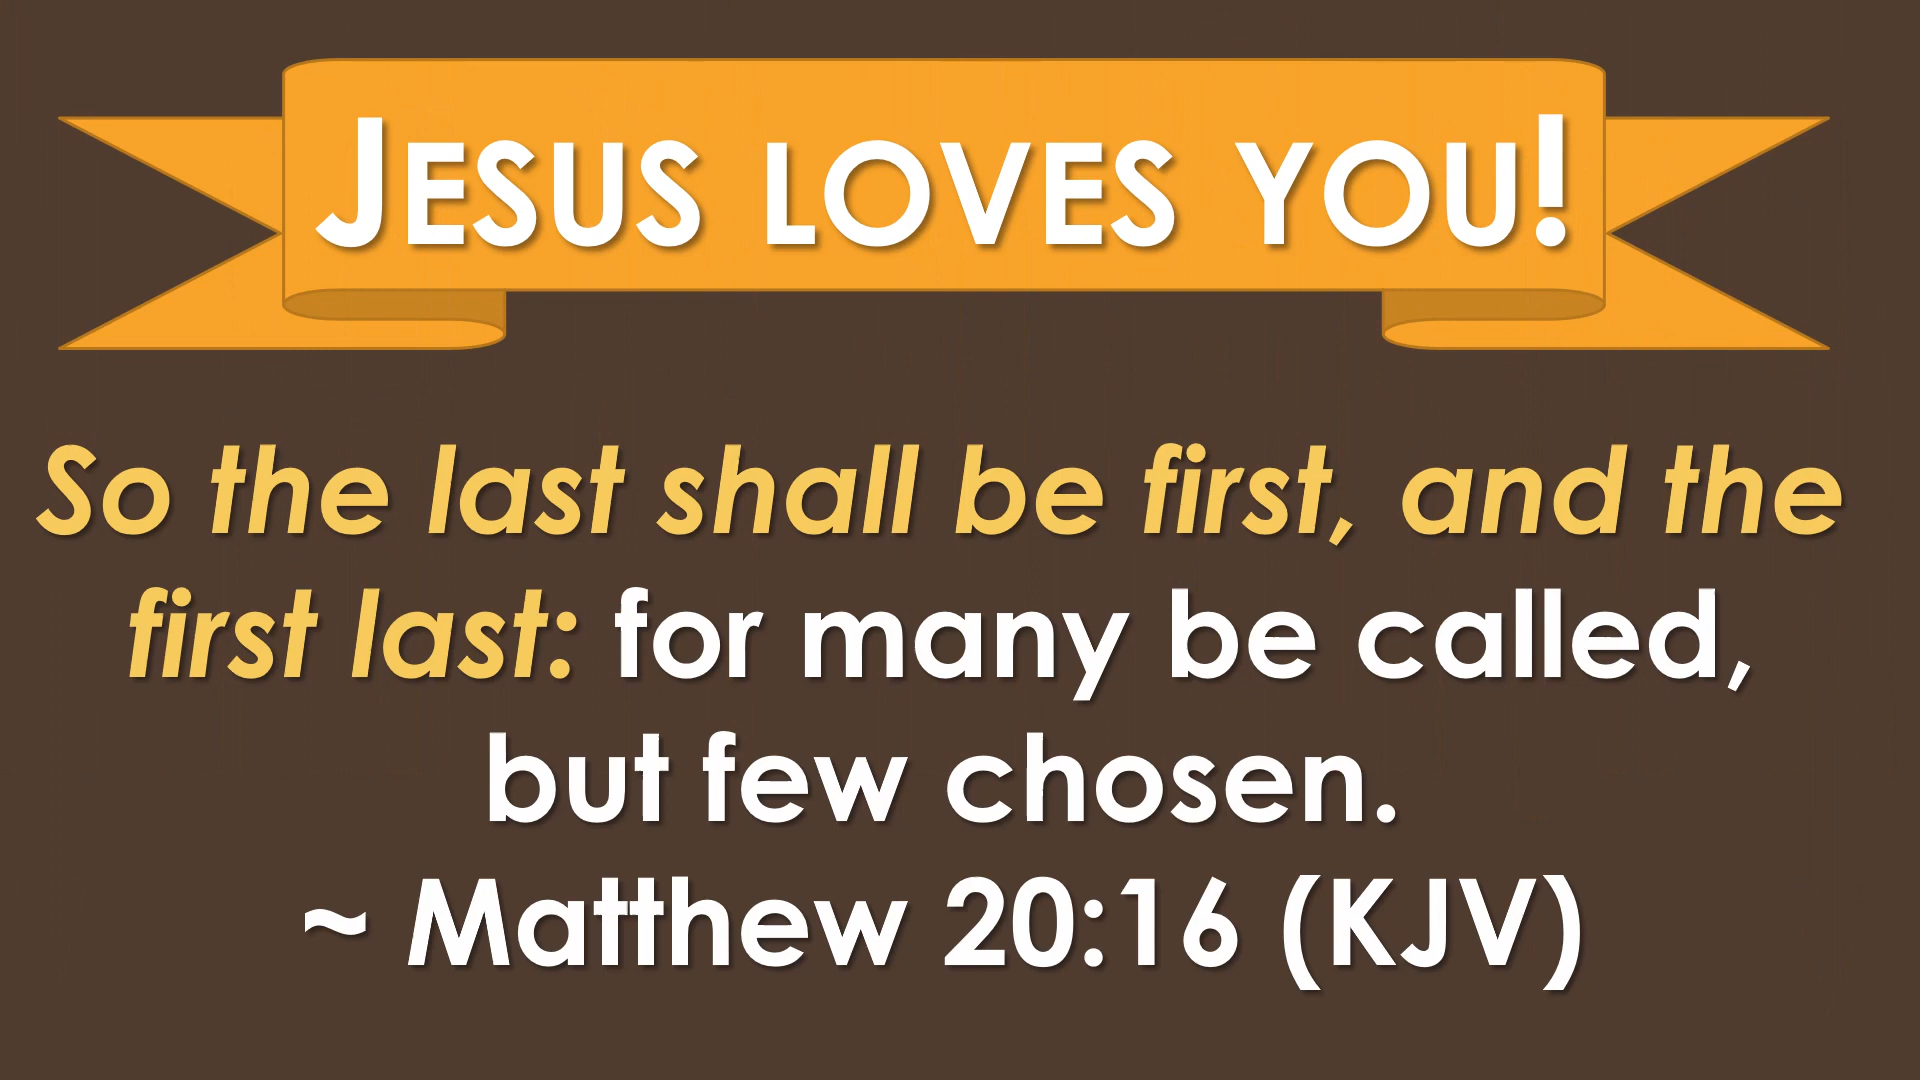 JESUS LOVES YOU!
So the last shall be first, and the
first last: for many be called,
but few chosen.
~ Matthew 20:16 (KJV)